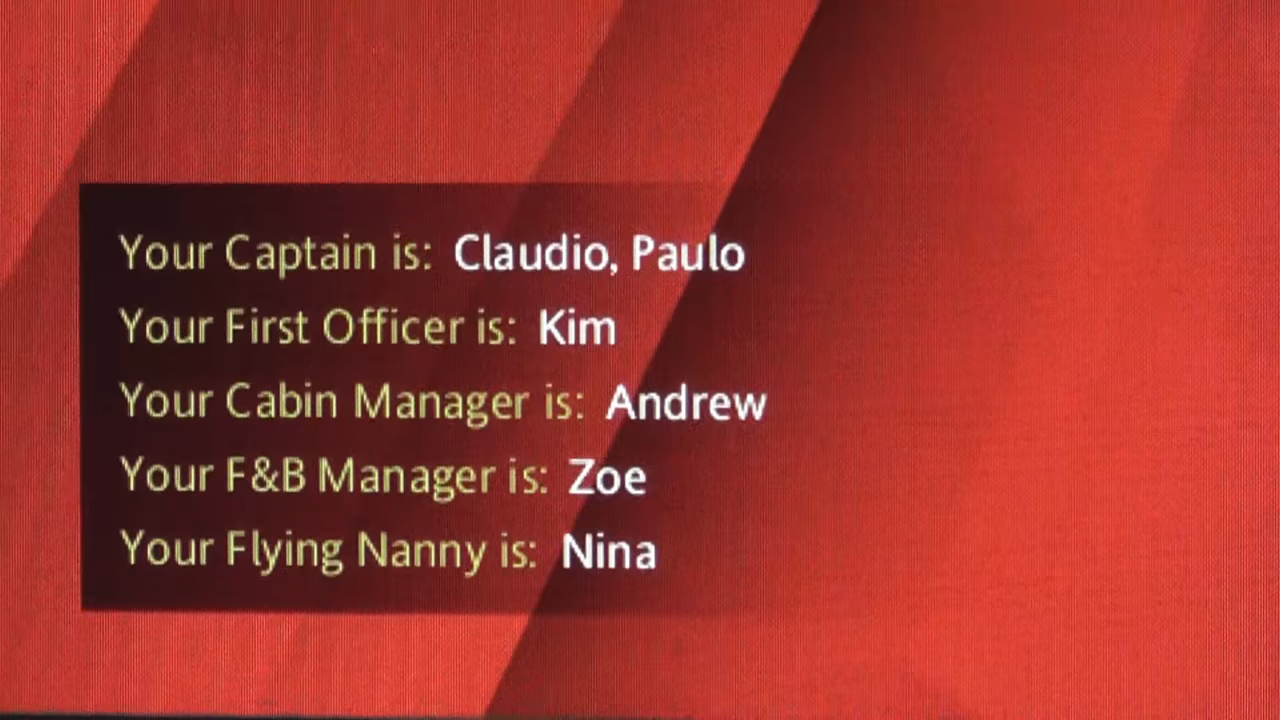 Your Captain is: Claudio, Paulo
Your First Officer is: Kim
Your Cabin Manager is: Andrew
Your F&B Manager is: Zoe
Your Flying Nanny is: Nina